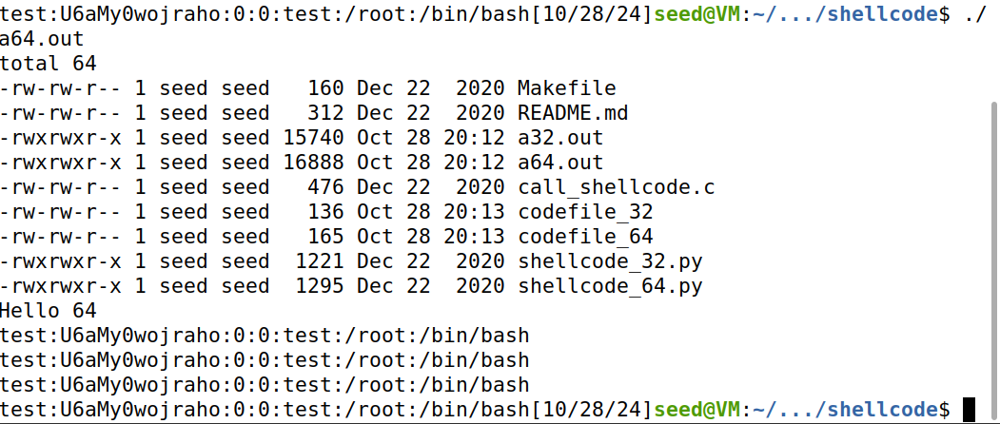 test:U6aMy0wojraho:0:0:test:/root:/bin/bash[10/28/24]seed@VM:~/.../shellcode$ ./
a64.out
total 64
-rw-rw-r-- 1 seed seed   160 Dec 22  2020 Makefile
-rw-rw-r-- 1 seed seed   312 Dec 22  2020 README.md
-rwxrwxr-x 1 seed seed 15740 Oct 28 20:12 a32.out
-rwxrwxr-x 1 seed seed 16888 Oct 28 20:12 a64.out
-rw-rw-r-- 1 seed seed   476 Dec 22  2020 call_shellcode.c
-rw-rw-r-- 1 seed seed   136 Oct 28 20:13 codefile_32
-rw-rw-r-- 1 seed seed   165 Oct 28 20:13 codefile_64
-rwxrwxr-x 1 seed seed  1221 Dec 22  2020 shellcode_32.py
-rwxrwxr-x 1 seed seed  1295 Dec 22  2020 shellcode_64.py
Hello 64
test:U6aMy0wojraho:0:0:test:/root:/bin/bash
test:U6aMy0wojraho:0:0:test:/root:/bin/bash
test:U6aMy0wojraho:0:0:test:/root:/bin/bash
test:U6aMy0wojraho:0:0:test:/root:/bin/bash[10/28/24]seed@VM:~/.../shellcode$